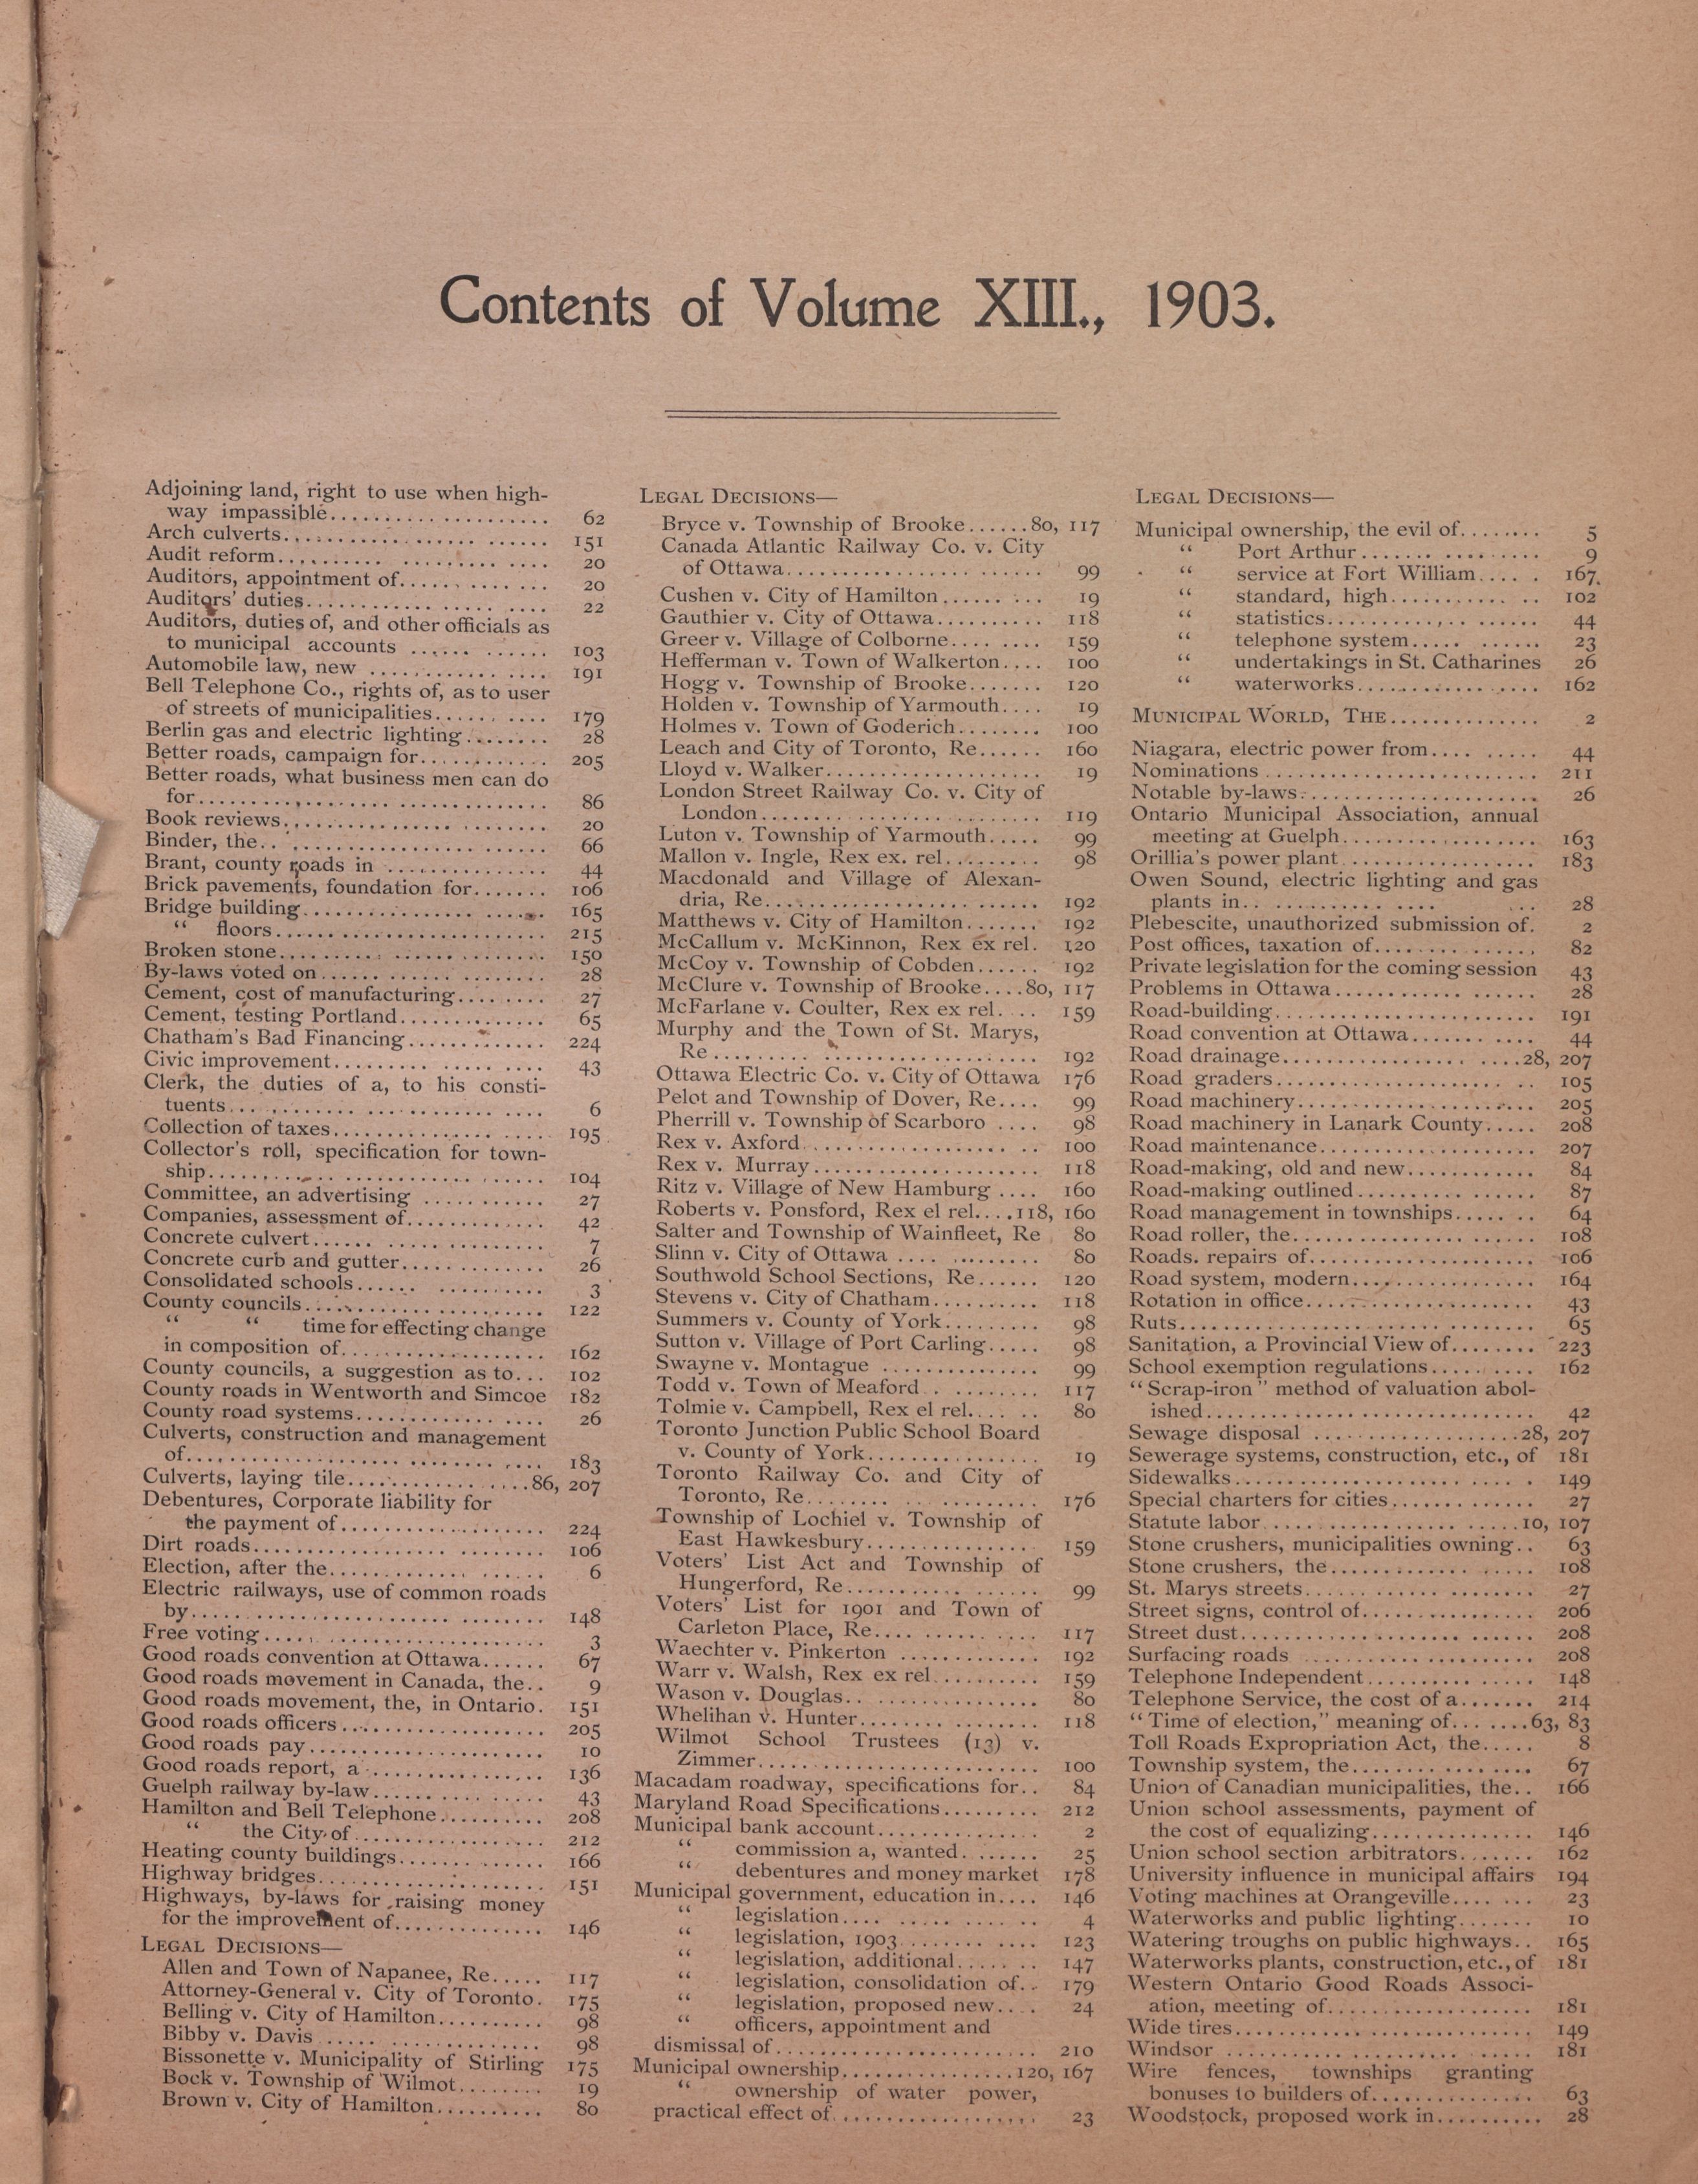 Contents of Volume XIII., 1903.
Adjoining land, right to use when high-
way impassible.................... 62
Arch culverts...................... 151
Audit reform...................... 20
Auditors, appointment of............ 20
Auditors' duties.................... 22
Auditors, duties of, and other officials as
to municipal accounts ............ 103
Automobile law, new ................ 191
Bell Telephone Co., rights of, as to user
of streets of municipalities.......... 179
Berlin gas and electric lighting........ 28
Better roads, campaign for............ 205
Better roads, what business men can do
for................................ 86
Book reviews........................ 20
Binder, the.......................... 66
Brant, county roads in .............. 44
Brick pavements, foundation for....... 106
Bridge building...................... 165
“ floors........................ 215
Broken stone........................ 150
By-laws voted on.................... 28
Cement, cost of manufacturing........ 27
Cement, testing Portland............ 65
Chatham's Bad Financing............. 224
Civic improvement.................. 43
Clerk, the duties of a, to his consti-
tuents............................ 6
Collection of taxes.................. 195
Collector's roll, specification for town-
ship.............................. 104
Committee, an advertising ............ 27
Companies, assessment of............. 42
Concrete culvert.................... 7
Concrete curb and gutter............. 26
Consolidated schools................ 3
County councils..................... 122
“ “ time for effecting change
in composition of.................. 162
County councils, a suggestion as to... 102
County roads in Wentworth and Simcoe 182
County road systems................ 26
Culverts, construction and management
of................................ 183
Culverts, laying tile................86, 207
Debentures, Corporate liability for
the payment of.................... 224
Dirt roads.......................... 106
Election, after the.................. 6
Electric railways, use of common roads
by................................ 148
Free voting........................ 3
Good roads convention at Ottawa...... 67
Good roads movement in Canada, the.. 9
Good roads movement, the, in Ontario. 151
Good roads officers.................. 205
Good roads pay...................... 10
Good roads report, a ................ 136
Guelph railway by-law............... 43
Hamilton and Bell Telephone.......... 208
“ the City of.................. 212
Heating county buildings............. 166
Highway bridges.................... 151
Highways, by-laws for raising money
for the improvement of............. 146
LEGAL DECISIONS—
Allen and Town of Napanee, Re..... 117
Attorney-General v. City of Toronto. 175
Belling v. City of Hamilton.......... 98
Bibby v. Davis .................... 98
Bissonette v. Municipality of Stirling 175
Bock v. Township of Wilmot........ 19
Brown v. City of Hamilton.......... 80
LEGAL DECISIONS—
Bryce v. Township of Brooke......80, 117
Canada Atlantic Railway Co. v. City
of Ottawa........................ 99
Cushen v. City of Hamilton......... 19
Gauthier v. City of Ottawa.......... 118
Greer v. Village of Colborne........ 159
Hefferman v. Town of Walkerton.... 100
Hogg v. Township of Brooke....... 120
Holden v. Township of Yarmouth.... 19
Holmes v. Town of Goderich........ 100
Leach and City of Toronto, Re...... 160
Lloyd v. Walker.................... 19
London Street Railway Co. v. City of
London.......................... 119
Luton v. Township of Yarmouth..... 99
Mallon v. Ingle, Rex ex. rel......... 98
Macdonald and Village of Alexan-
dria, Re......................... 192
Matthews v. City of Hamilton....... 192
McCallum v. McKinnon, Rex ex rel. 120
McCoy v. Township of Cobden...... 192
McClure v. Township of Brooke....80, 117
McFarlane v. Coulter, Rex ex rel.... 159
Murphy and the Town of St. Marys,
Re.............................. 192
Ottawa Electric Co. v. City of Ottawa 176
Pelot and Township of Dover, Re.... 99
Pherrill v. Township of Scarboro .... 98
Rex v. Axford...................... 100
Rex v. Murray..................... 118
Ritz v. Village of New Hamburg .... 160
Roberts v. Ponsford, Rex el rel....118, 160
Salter and Township of Wainfleet, Re 80
Slinn v. City of Ottawa ............. 80
Southwold School Sections, Re...... 120
Stevens v. City of Chatham.......... 118
Summers v. County of York......... 98
Sutton v. Village of Port Carling..... 98
Swayne v. Montague ............... 99
Todd v. Town of Meaford........... 117
Tolmie v. Campbell, Rex el rel...... 80
Toronto Junction Public School Board
v. County of York................ 19
Toronto Railway Co. and City of
Toronto, Re...................... 176
Township of Lochiel v. Township of
East Hawkesbury................ 159
Voters' List Act and Township of
Hungerford, Re.................. 99
Voters' List for 1901 and Town of
Carleton Place, Re............... 117
Waechter v. Pinkerton ............. 192
Warr v. Walsh, Rex ex rel........... 159
Wason v. Douglas.................. 80
Whelihan v. Hunter................ 118
Wilmot School Trustees (13) v.
Zimmer.......................... 100
Macadam roadway, specifications for.. 84
Maryland Road Specifications......... 212
Municipal bank account............... 2
“ commission a, wanted....... 25
“ debentures and money market 178
Municipal government, education in.... 146
“ legislation.................. 4
“ legislation, 1903............. 123
“ legislation, additional........ 147
“ legislation, consolidation of.. 179
“ legislation, proposed new.... 24
“ officers, appointment and
dismissal of........................ 210
Municipal ownership................120, 167
“ ownership of water power,
practical effect of................... 23
LEGAL DECISIONS—
Municipal ownership, the evil of........ 5
“ Port Arthur................ 9
“ service at Fort William..... 167
“ standard, high............. 102
“ statistics.................. 44
“ telephone system........... 23
“ undertakings in St. Catharines 26
“ waterworks................ 162
MUNICIPAL WORLD, THE.............. 2
Niagara, electric power from.......... 44
Nominations ........................ 211
Notable by-laws...................... 26
Ontario Municipal Association, annual
meeting at Guelph.................. 163
Orillia's power plant.................. 183
Owen Sound, electric lighting and gas
plants in.......................... 28
Plebescite, unauthorized submission of. 2
Post offices, taxation of............... 82
Private legislation for the coming session 43
Problems in Ottawa.................. 28
Road-building........................ 191
Road convention at Ottawa............ 44
Road drainage......................28, 207
Road graders........................ 105
Road machinery...................... 205
Road machinery in Lanark County..... 208
Road maintenance.................... 207
Road-making, old and new............ 84
Road-making outlined................ 87
Road management in townships....... 64
Road roller, the...................... 108
Roads. repairs of..................... 106
Road system, modern................. 164
Rotation in office..................... 43
Ruts................................ 65
Sanitation, a Provincial View of........ 223
School exemption regulations.......... 162
“Scrap-iron” method of valuation abol-
ished.............................. 42
Sewage disposal ....................28, 207
Sewerage systems, construction, etc., of 181
Sidewalks........................... 149
Special charters for cities............. 27
Statute labor.......................10, 107
Stone crushers, municipalities owning.. 63
Stone crushers, the................... 108
St. Marys streets..................... 27
Street signs, control of................ 206
Street dust.......................... 208
Surfacing roads ..................... 208
Telephone Independent............... 148
Telephone Service, the cost of a....... 214
“Time of election,” meaning of.......63, 83
Toll Roads Expropriation Act, the..... 8
Township system, the................ 67
Union of Canadian municipalities, the.. 166
Union school assessments, payment of
the cost of equalizing............... 146
Union school section arbitrators....... 162
University influence in municipal affairs 194
Voting machines at Orangeville....... 23
Waterworks and public lighting....... 10
Watering troughs on public highways.. 165
Waterworks plants, construction, etc., of 181
Western Ontario Good Roads Associ-
ation, meeting of................... 181
Wide tires........................... 149
Windsor ........................... 181
Wire fences, townships granting
bonuses to builders of.............. 63
Woodstock, proposed work in.......... 28